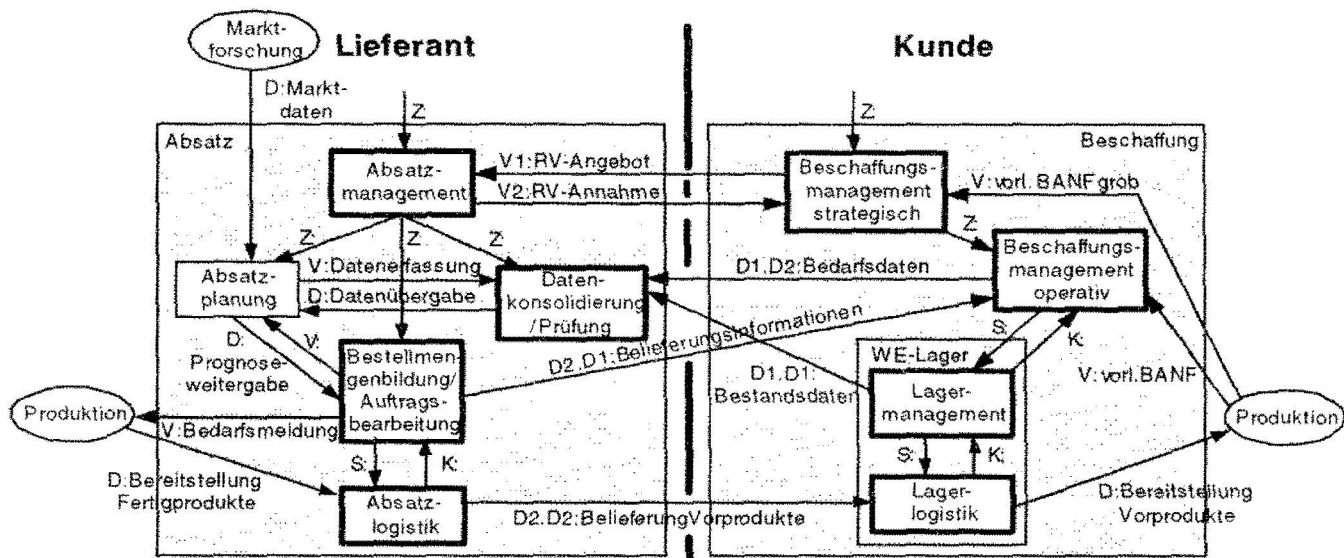 Markt-
forschung
Lieferant
Kunde
D:Markt-
daten
Z:
Z:
Absatz
Beschaffung
Absatz-
management
V1:RV-Angebot
V2:RV-Annahme
Beschaffungs-
management
strategisch
V:vorl.BANFgrob
Z:
Z:
Z:
Z:
Absatz-
planung
V:Datenerfassung
D:Datenübergabe
Daten-
konsolidierung
/Prüfung
D1.D2:Bedarfsdaten
Beschaffungs-
management
operativ
D:
Prognose-
weitergabe
V:
Bestellmen-
genbildung/
Auftrags-
bearbeitung
D2.D1:Belieferungsinformationen
S:
K:
WE-Lager
D1.D1:
Bestandsdaten
Lager-
management
V:vorl.BANF
Produktion
V:Bedarfsmeldung
Produktion
S:
K:
S:
K:
D:Bereitstellung
Fertigprodukte
Absatz-
logistik
D2.D2:BelieferungVorprodukte
Lager-
logistik
D:Bereitstellung
Vorprodukte